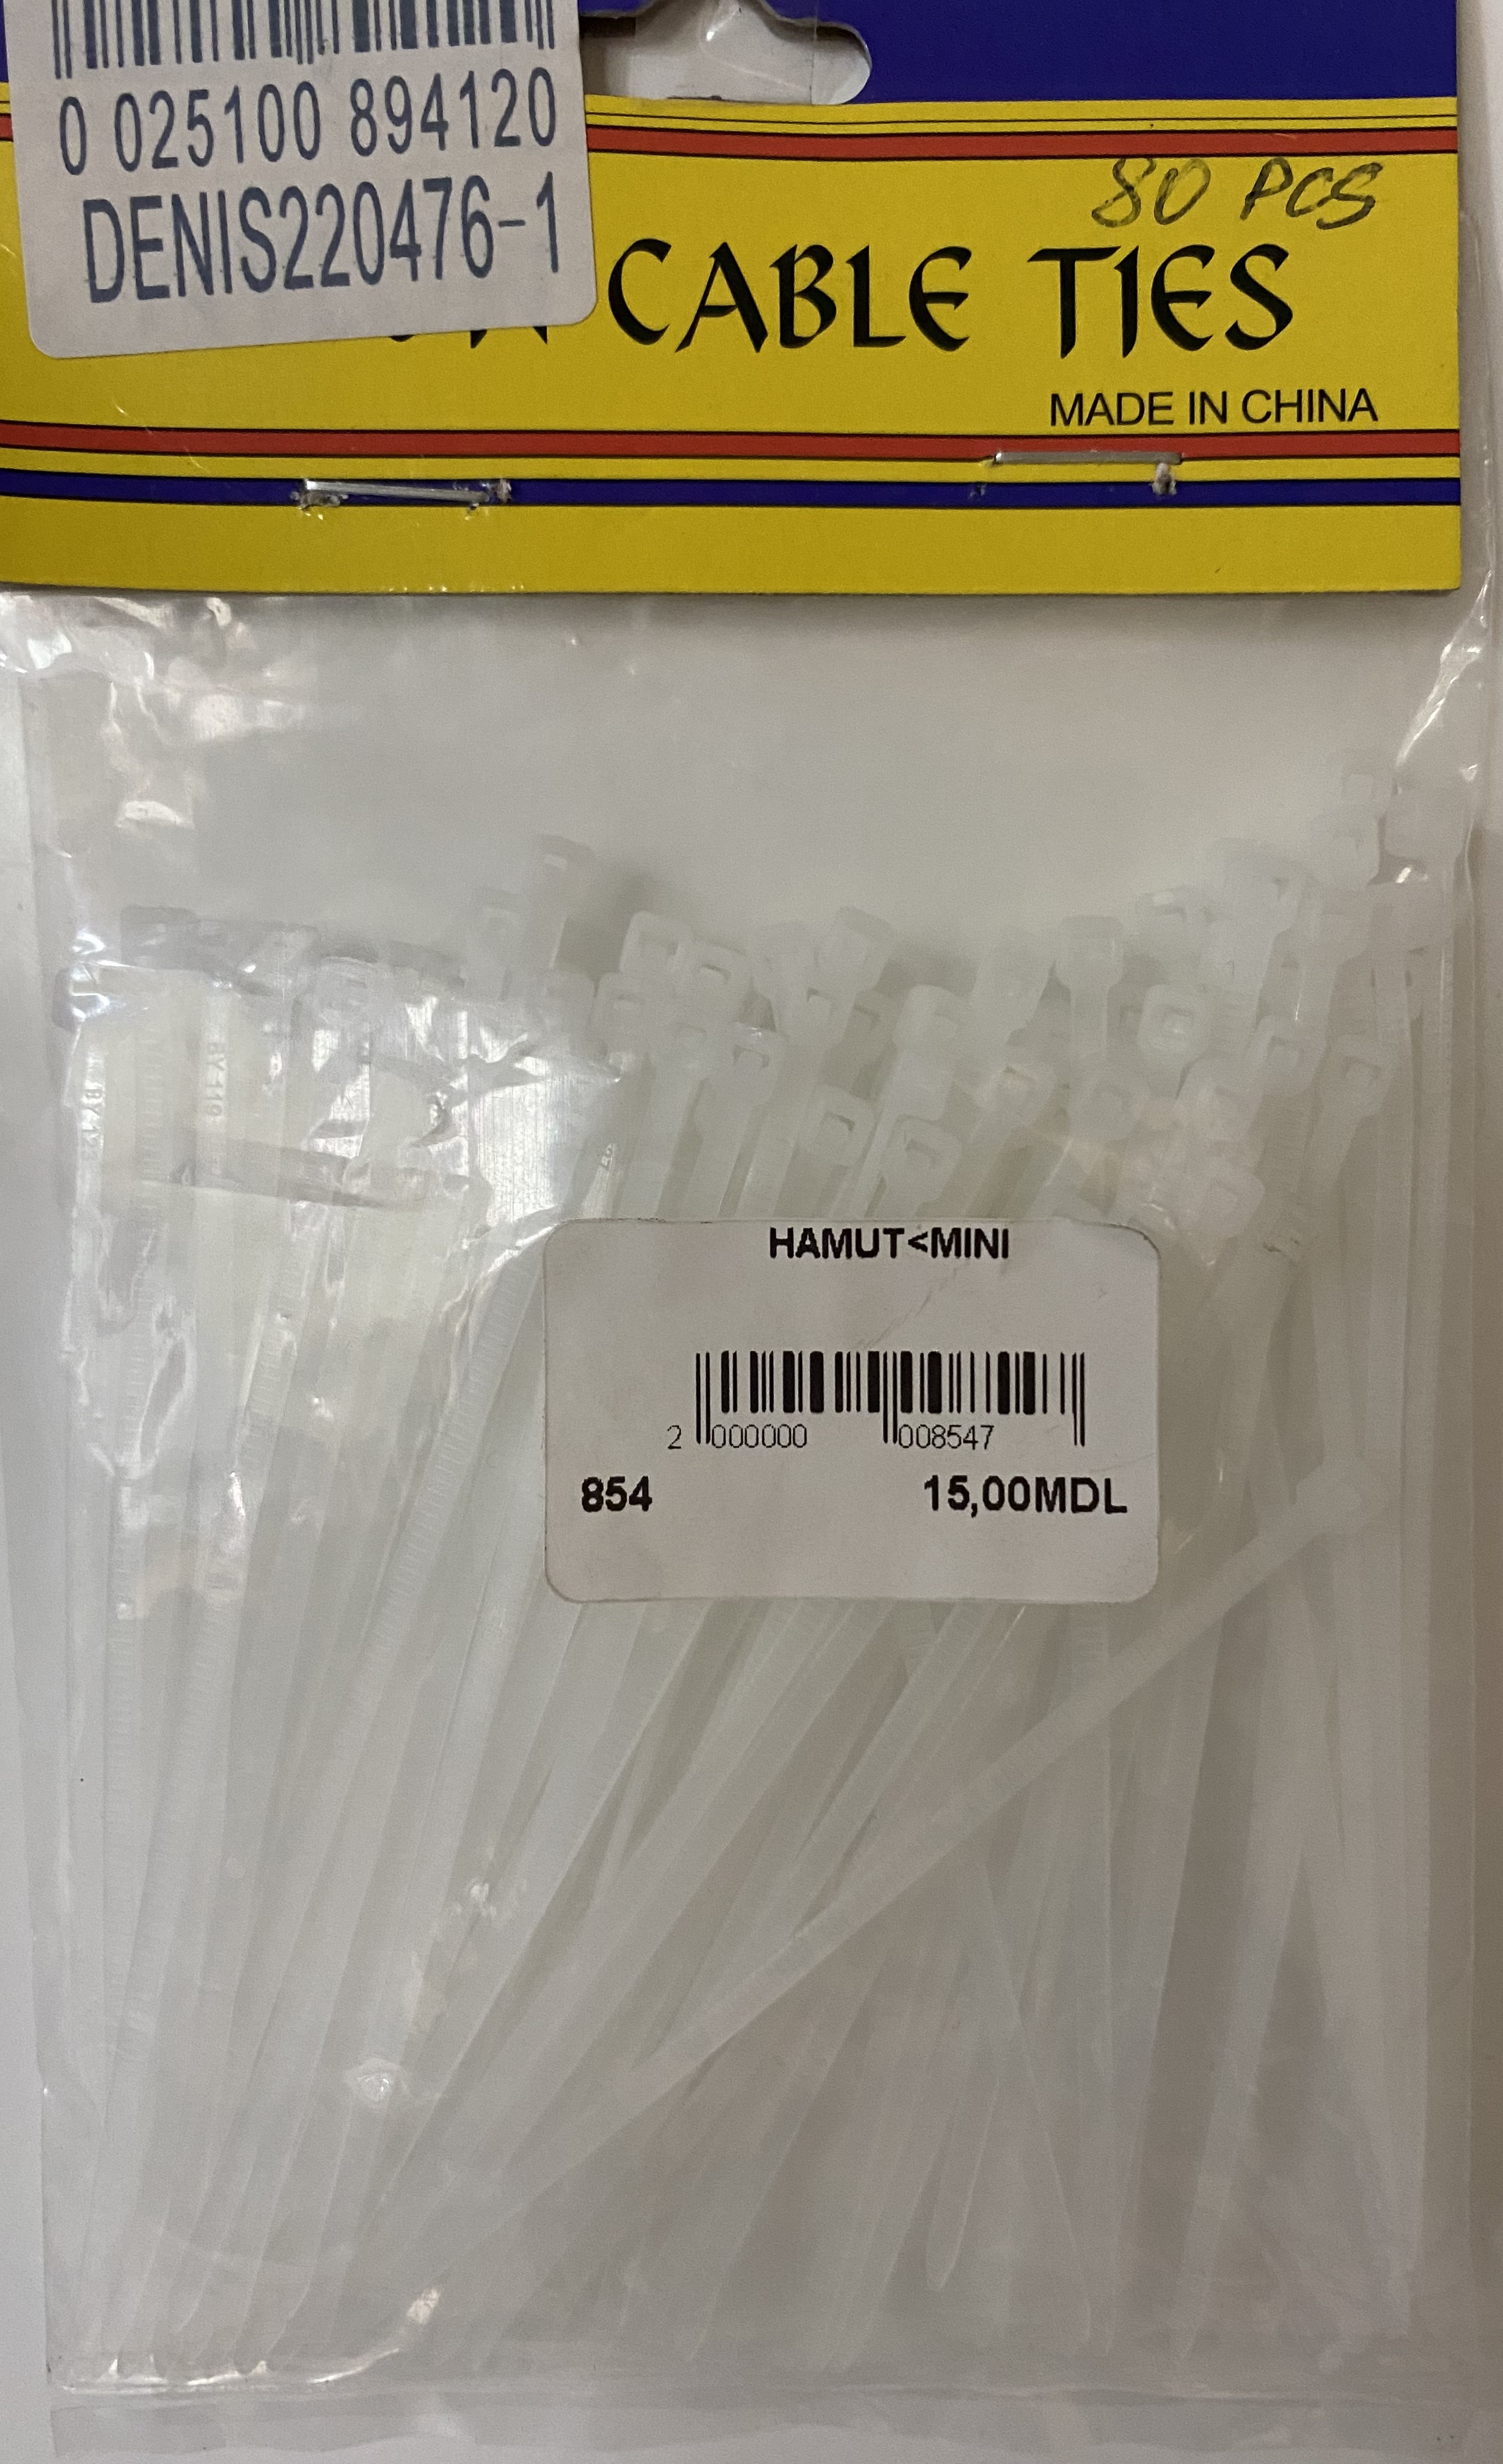 0 025100 894120
DENIS220476-1
80 PCS
CABLE TIES
MADE IN CHINA
HAMUT<MINI
2 000000 008547
854 15,00MDL